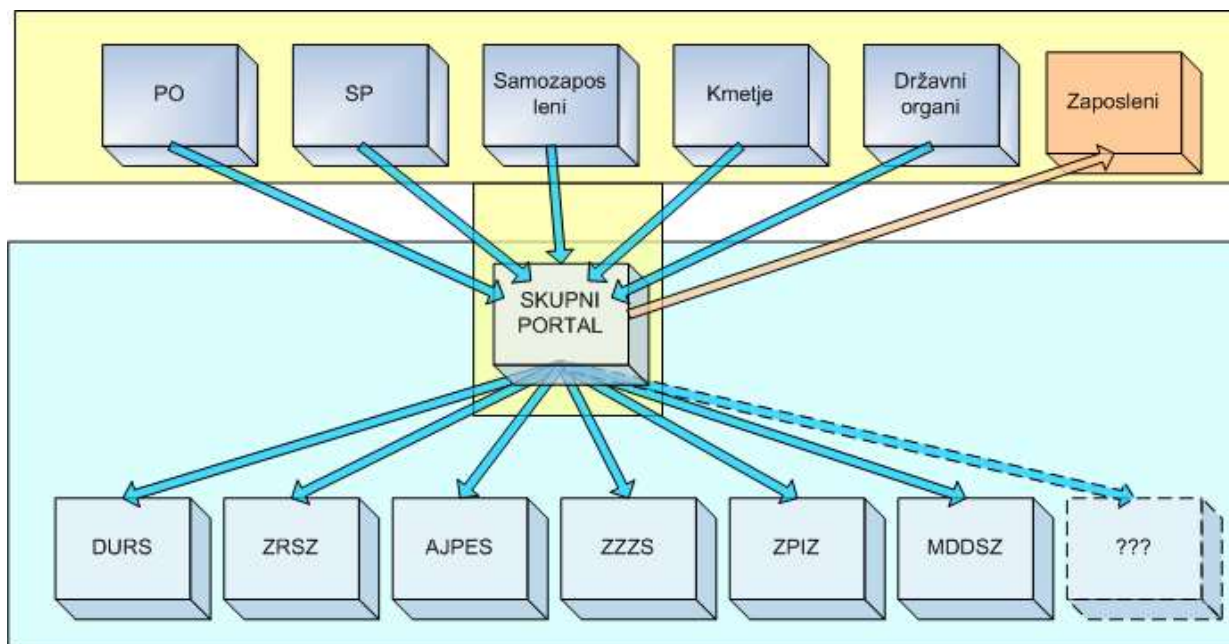 PO
SP
Samozapos
leni
Kmetje
Državni
organi
Zaposleni
SKUPNI
PORTAL
DURS
ZRSZ
AJPES
ZZZS
ZPIZ
MDDSZ
???